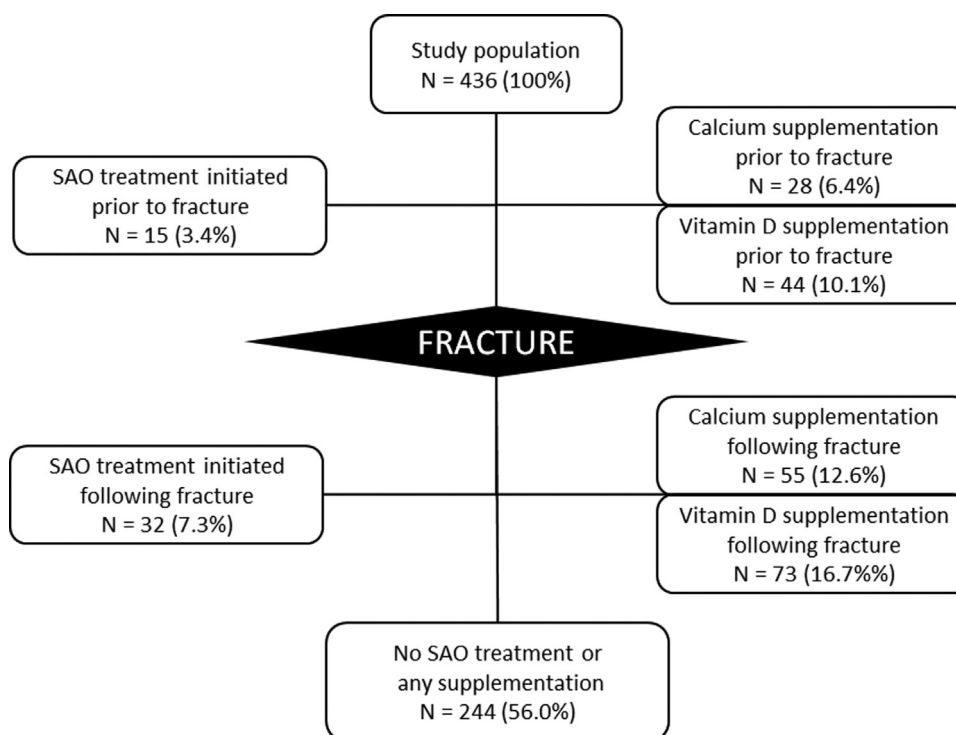 Study population
N = 436 (100%)
Calcium supplementation
prior to fracture
N = 28 (6.4%)
SAO treatment initiated
prior to fracture
N = 15 (3.4%)
Vitamin D supplementation
prior to fracture
N = 44 (10.1%)
FRACTURE
Calcium supplementation
following fracture
N = 55 (12.6%)
SAO treatment initiated
following fracture
N = 32 (7.3%)
Vitamin D supplementation
following fracture
N = 73 (16.7%%)
No SAO treatment or
any supplementation
N = 244 (56.0%)